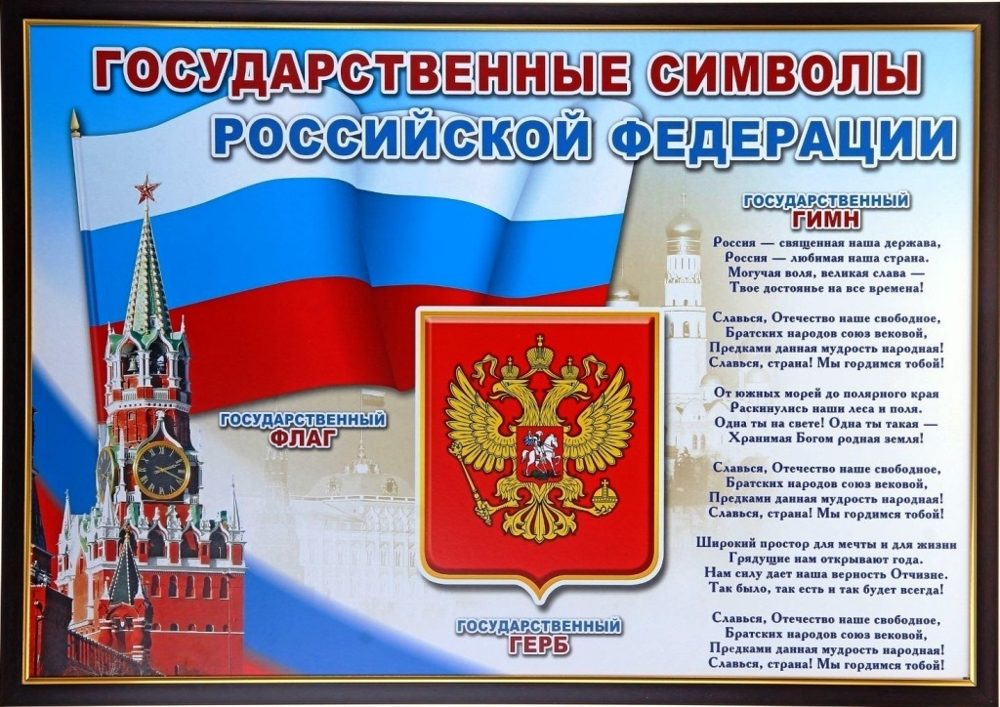 ГОСУДАРСТВЕННЫЕ СИМВОЛЫ
РОССИЙСКОЙ ФЕДЕРАЦИИ
ГОСУДАРСТВЕННЫЙ
ФЛАГ
ГОСУДАРСТВЕННЫЙ
ГЕРБ
ГОСУДАРСТВЕННЫЙ
ГИМН
Россия — священная наша держава,
Россия — любимая наша страна.
Могучая воля, великая слава —
Твое достоянье на все времена!
Славься, Отечество наше свободное,
Братских народов союз вековой,
Предками данная мудрость народная!
Славься, страна! Мы гордимся тобой!
От южных морей до полярного края
Раскинулись наши леса и поля.
Одна ты на свете! Одна ты такая —
Хранимая Богом родная земля!
Славься, Отечество наше свободное,
Братских народов союз вековой,
Предками данная мудрость народная!
Славься, страна! Мы гордимся тобой!
Широкий простор для мечты и для жизни
Грядущие нам открывают года.
Нам силу дает наша верность Отчизне.
Так было, так есть и так будет всегда!
Славься, Отечество наше свободное,
Братских народов союз вековой,
Предками данная мудрость народная!
Славься, страна! Мы гордимся тобой!